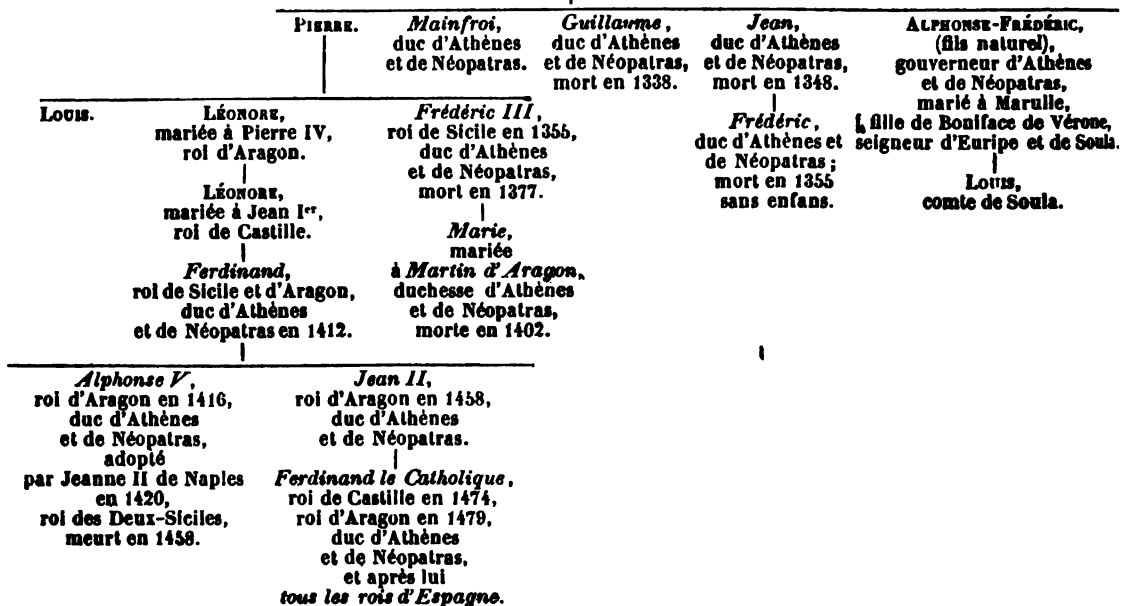 PIERRE.
Mainfroi,
duc d'Athènes
et de Néopatras.
Guillaume,
duc d'Athènes
et de Néopatras,
mort en 1338.
Jean,
duc d'Athènes
et de Néopatras,
mort en 1348.
ALPHONSE-FRÉDÉRIC,
(fils naturel),
gouverneur d'Athènes
et de Néopatras,
marié à Marulle,
fille de Boniface de Vérone,
seigneur d'Euripe et de Soula.
LOUIS.
LÉONORE,
mariée à Pierre IV,
roi d'Aragon.
Frédéric III,
roi de Sicile en 1355,
duc d'Athènes
et de Néopatras,
mort en 1377.
Frédéric,
duc d'Athènes et
de Néopatras ;
mort en 1355
sans enfans.
LOUIS,
comte de Soula.
LÉONORE,
mariée à Jean Ier,
roi de Castille.
Marie,
mariée
à Martin d'Aragon,
duchesse d'Athènes
et de Néopatras,
morte en 1402.
Ferdinand,
roi de Sicile et d'Aragon,
duc d'Athènes
et de Néopatras en 1412.
Alphonse V,
roi d'Aragon en 1416,
duc d'Athènes
et de Néopatras,
adopté
par Jeanne II de Naples
en 1420,
roi des Deux-Siciles,
meurt en 1458.
Jean II,
roi d'Aragon en 1458,
duc d'Athènes
et de Néopatras.
Ferdinand le Catholique,
roi de Castille en 1474,
roi d'Aragon en 1479,
duc d'Athènes
et de Néopatras,
et après lui
tous les rois d'Espagne.